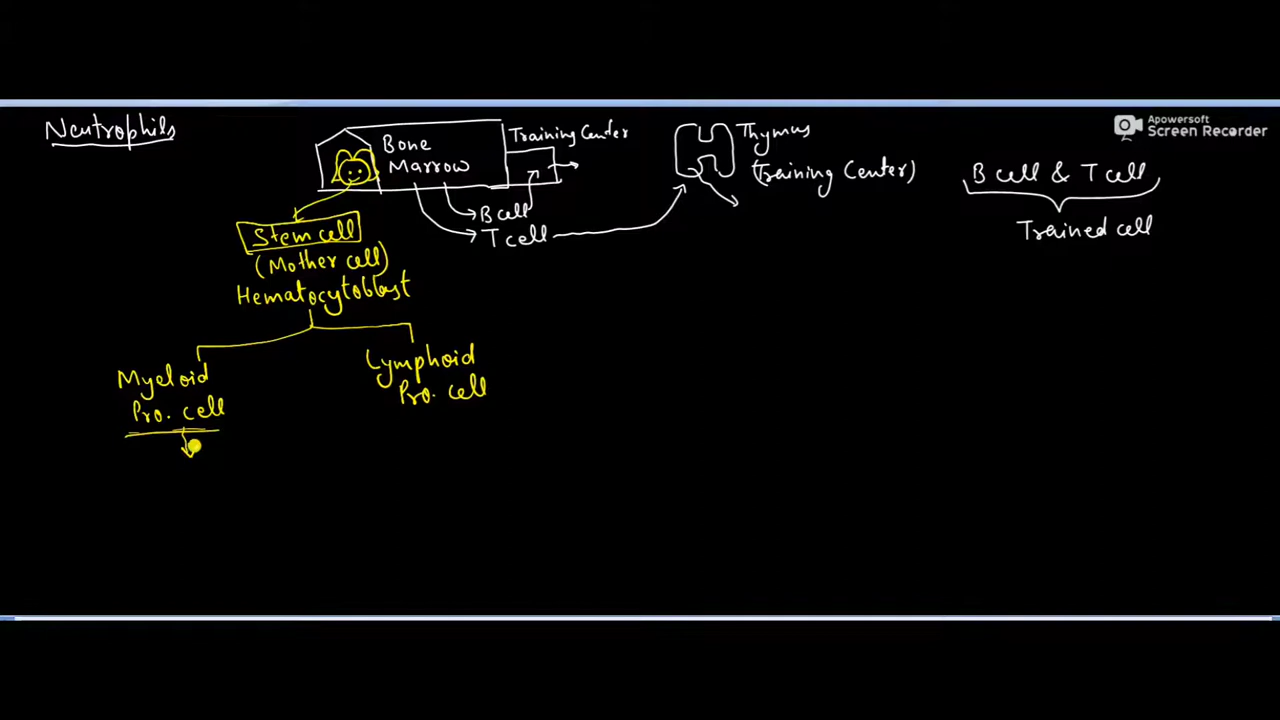 Neutrophils
Bone
Marrow
Training Center
B cell
T cell
Thymus
(Training Center)
B cell & T cell
Trained cell
Stem cell
(Mother cell)
Hematocytoblast
Myeloid
Pro. cell
Lymphoid
Pro. cell
Apowersoft
Screen Recorder